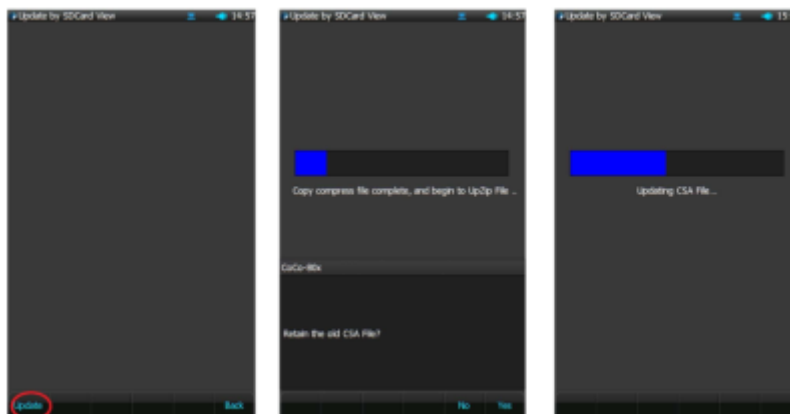 Update by SDCard View 14:57
Update Back
Update by SDCard View 14:57
Copy compress file complete, and begin to UpZip File ..
CoCo-80x
Retain the old CSA File?
No Yes
Update by SDCard View 15
Updating CSA File...